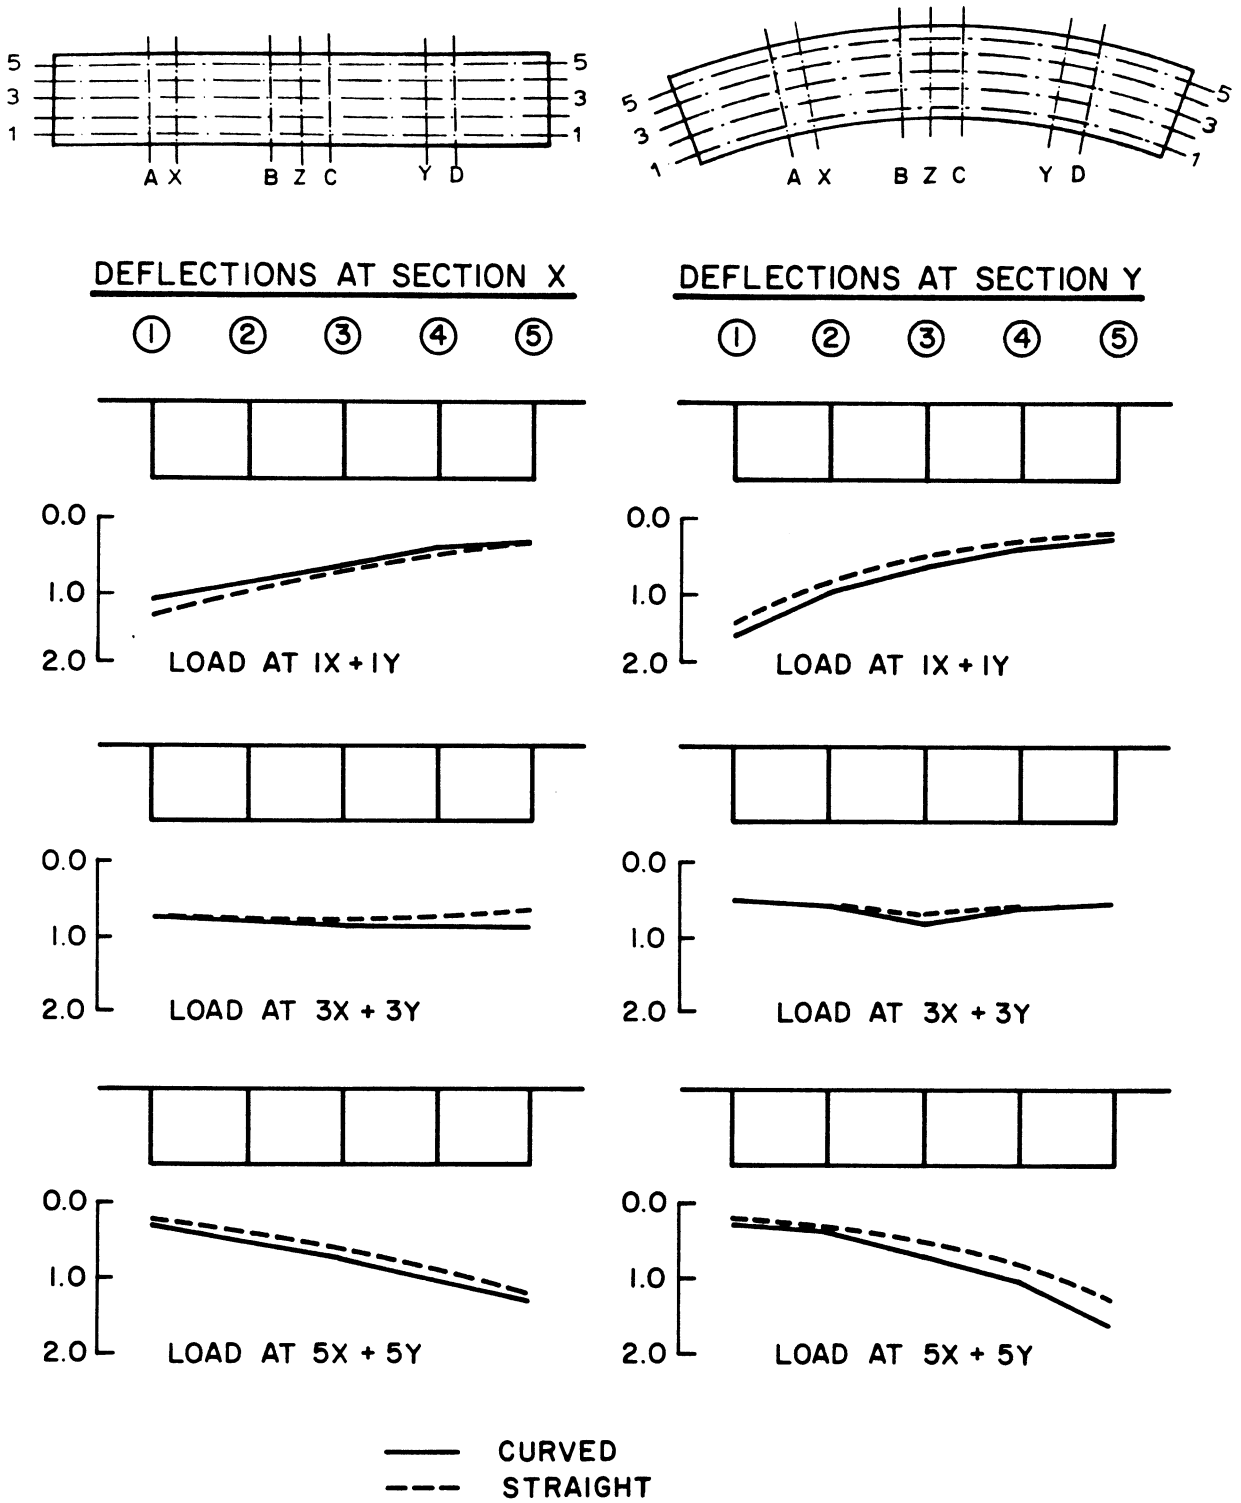 5 5 5 5
3 3 3 3
1 1 1 1
A X B Z C Y D A X B Z C Y D
DEFLECTIONS AT SECTION X DEFLECTIONS AT SECTION Y
1 2 3 4 5 1 2 3 4 5
0.0 0.0
1.0 1.0
2.0 LOAD AT 1X + 1Y 2.0 LOAD AT 1X + 1Y
0.0 0.0
1.0 1.0
2.0 LOAD AT 3X + 3Y 2.0 LOAD AT 3X + 3Y
0.0 0.0
1.0 1.0
2.0 LOAD AT 5X + 5Y 2.0 LOAD AT 5X + 5Y
CURVED
STRAIGHT